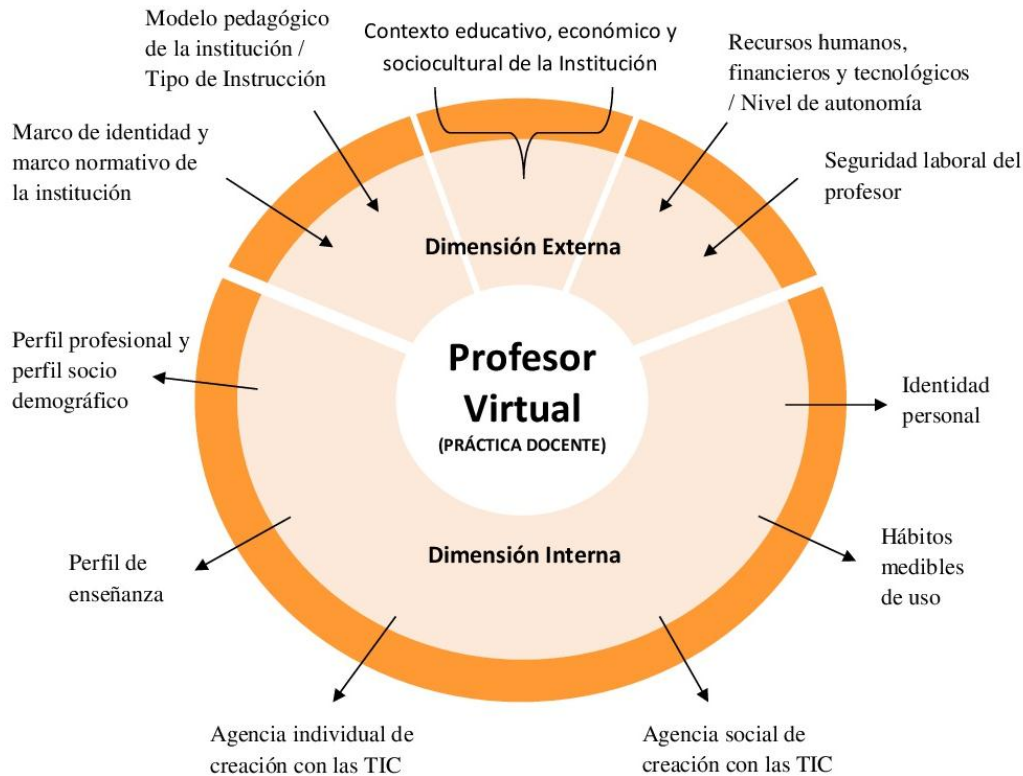 Modelo pedagógico
de la institución /
Tipo de Instrucción
Contexto educativo, económico y
sociocultural de la Institución
Recursos humanos,
financieros y tecnológicos
/ Nivel de autonomía
Marco de identidad y
marco normativo de
la institución
Seguridad laboral del
profesor
Dimensión Externa
Perfil profesional y
perfil socio
demográfico
Profesor
Virtual
(PRÁCTICA DOCENTE)
Identidad
personal
Perfil de
enseñanza
Dimensión Interna
Hábitos
medibles
de uso
Agencia individual de
creación con las TIC
Agencia social de
creación con las TIC